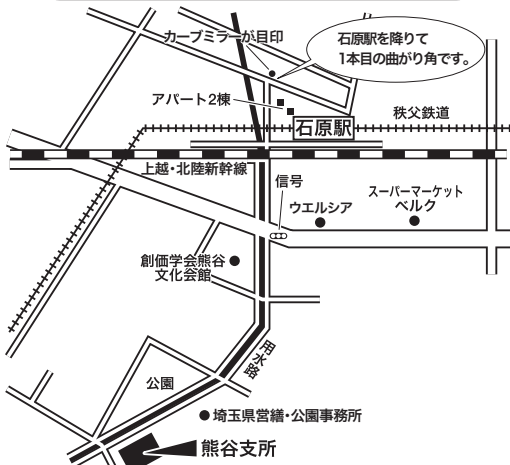 カーブミラーが目印
石原駅を降りて
1本目の曲がり角です。
アパート2棟
石原駅
秩父鉄道
上越・北陸新幹線
信号
ウエルシア
スーパーマーケット
ベルク
創価学会熊谷
文化会館
用水路
公園
埼玉県営繕・公園事務所
熊谷支所